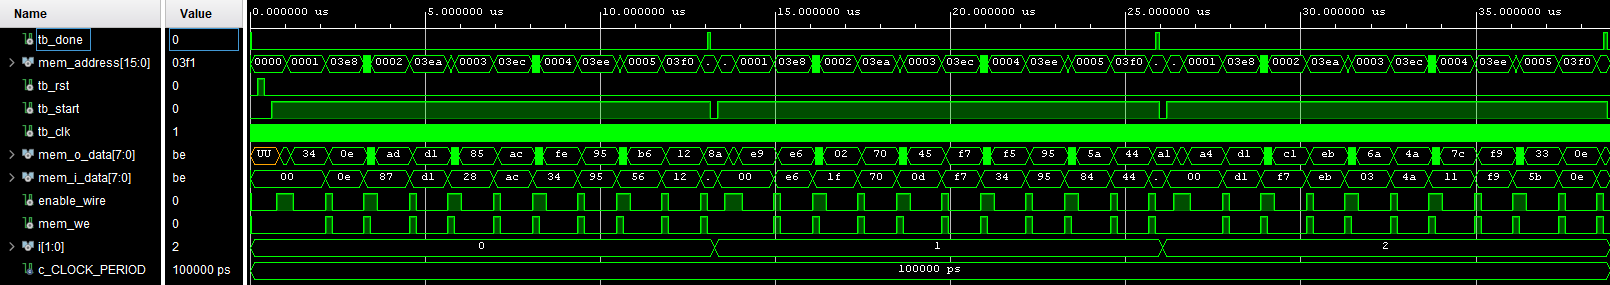 Name Value 0.000000 us 5.000000 us 10.000000 us 15.000000 us 20.000000 us 25.000000 us 30.000000 us 35.000000 us
tb_done 0
mem_address[15:0] 03f1 0000 0001 03e8 0002 03ea 0003 03ec 0004 03ee 0005 03f0 . . 0001 03e8 0002 03ea 0003 03ec 0004 03ee 0005 03f0 . . 0001 03e8 0002 03ea 0003 03ec 0004 03ee 0005 03f0
tb_rst 0
tb_start 0
tb_clk 1
mem_o_data[7:0] be UU 34 0e ad d1 85 ac fe 95 b6 12 8a e9 e6 02 70 45 f7 f5 95 5a 44 a1 a4 d1 c1 eb 6a 4a 7c f9 33 0e
mem_i_data[7:0] be 00 0e 87 d1 28 ac 34 95 56 12 . 00 e6 1f 70 0d f7 34 95 84 44 . 00 d1 f7 eb 03 4a 11 f9 5b 0e
enable_wire 0
mem_we 0
i[1:0] 2 0 1 2
c_CLOCK_PERIOD 100000 ps 100000 ps